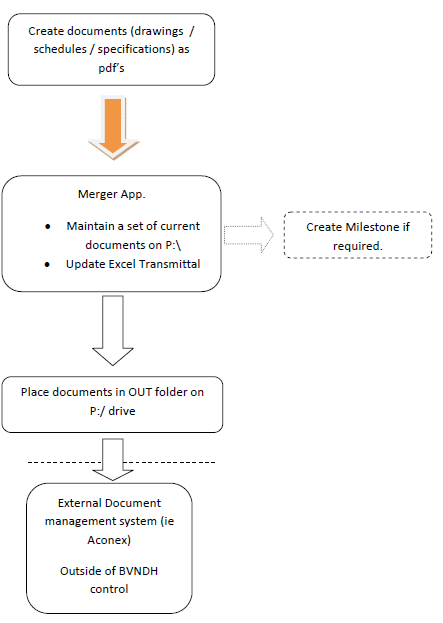 Create documents (drawings /
schedules / specifications) as
pdf's
Merger App.
• Maintain a set of current
documents on P:\
• Update Excel Transmittal
Create Milestone if
required.
Place documents in OUT folder on
P:/ drive
External Document
management system (ie
Aconex)
Outside of BVNDH
control